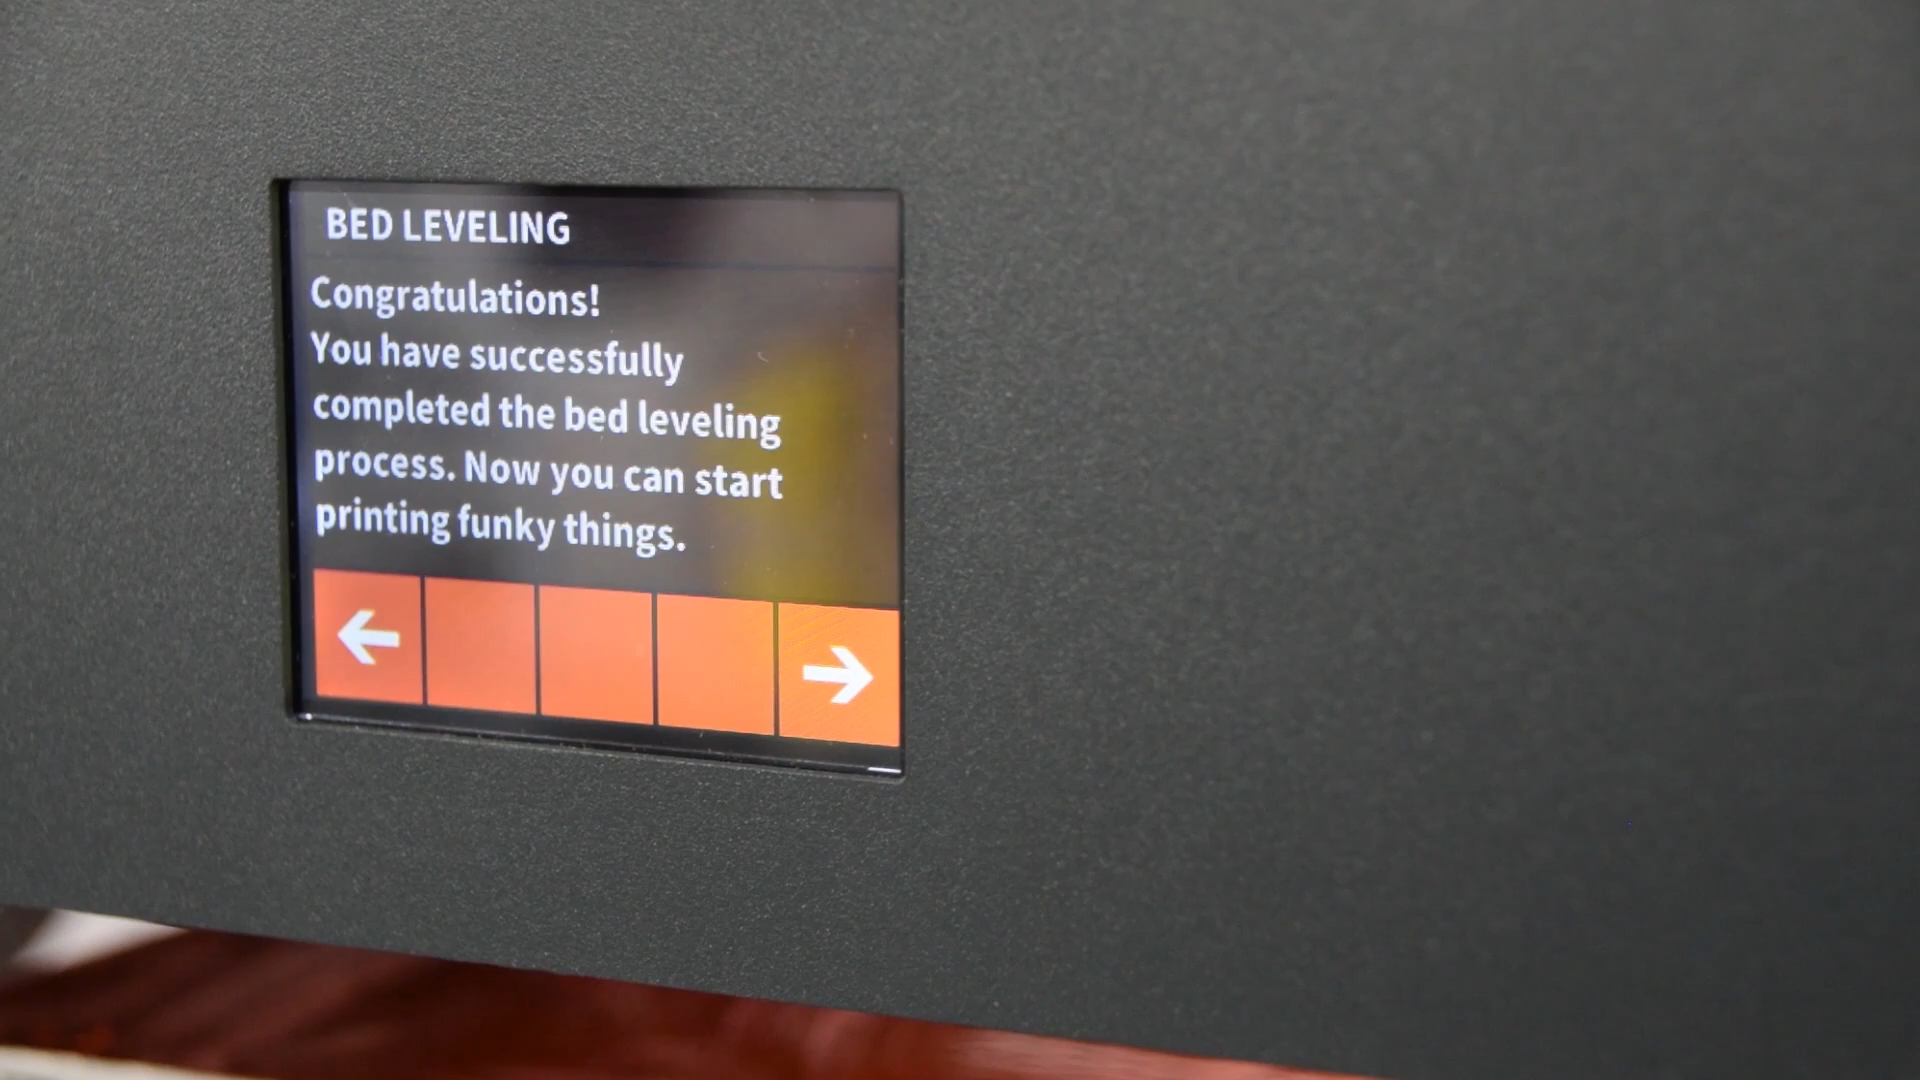 BED LEVELING
Congratulations!
You have successfully
completed the bed leveling
process. Now you can start
printing funky things.